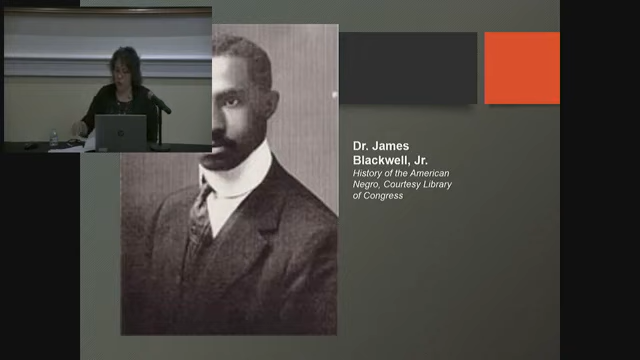 Dr. James
Blackwell, Jr.
History of the American
Negro, Courtesy Library
of Congress